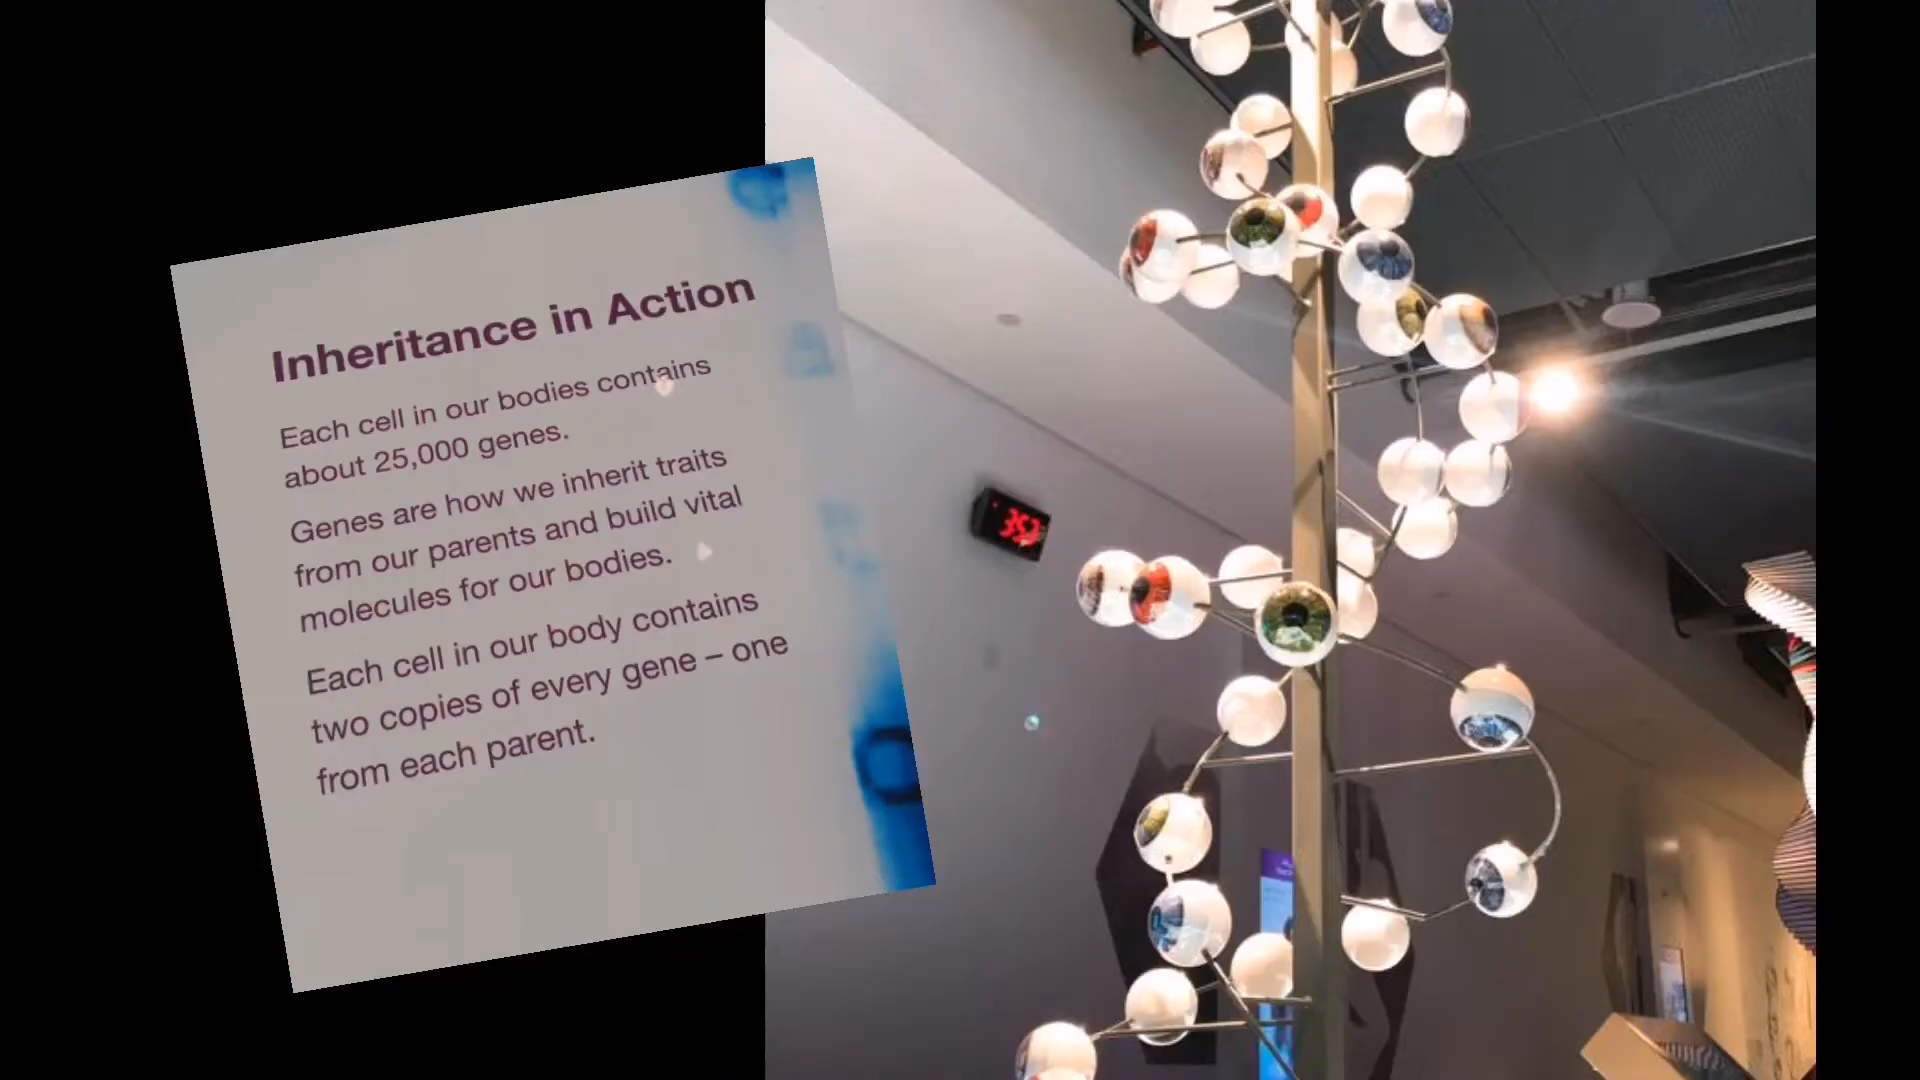 Inheritance in Action
Each cell in our bodies contains
about 25,000 genes.
Genes are how we inherit traits
from our parents and build vital
molecules for our bodies.
Each cell in our body contains
two copies of every gene – one
from each parent.